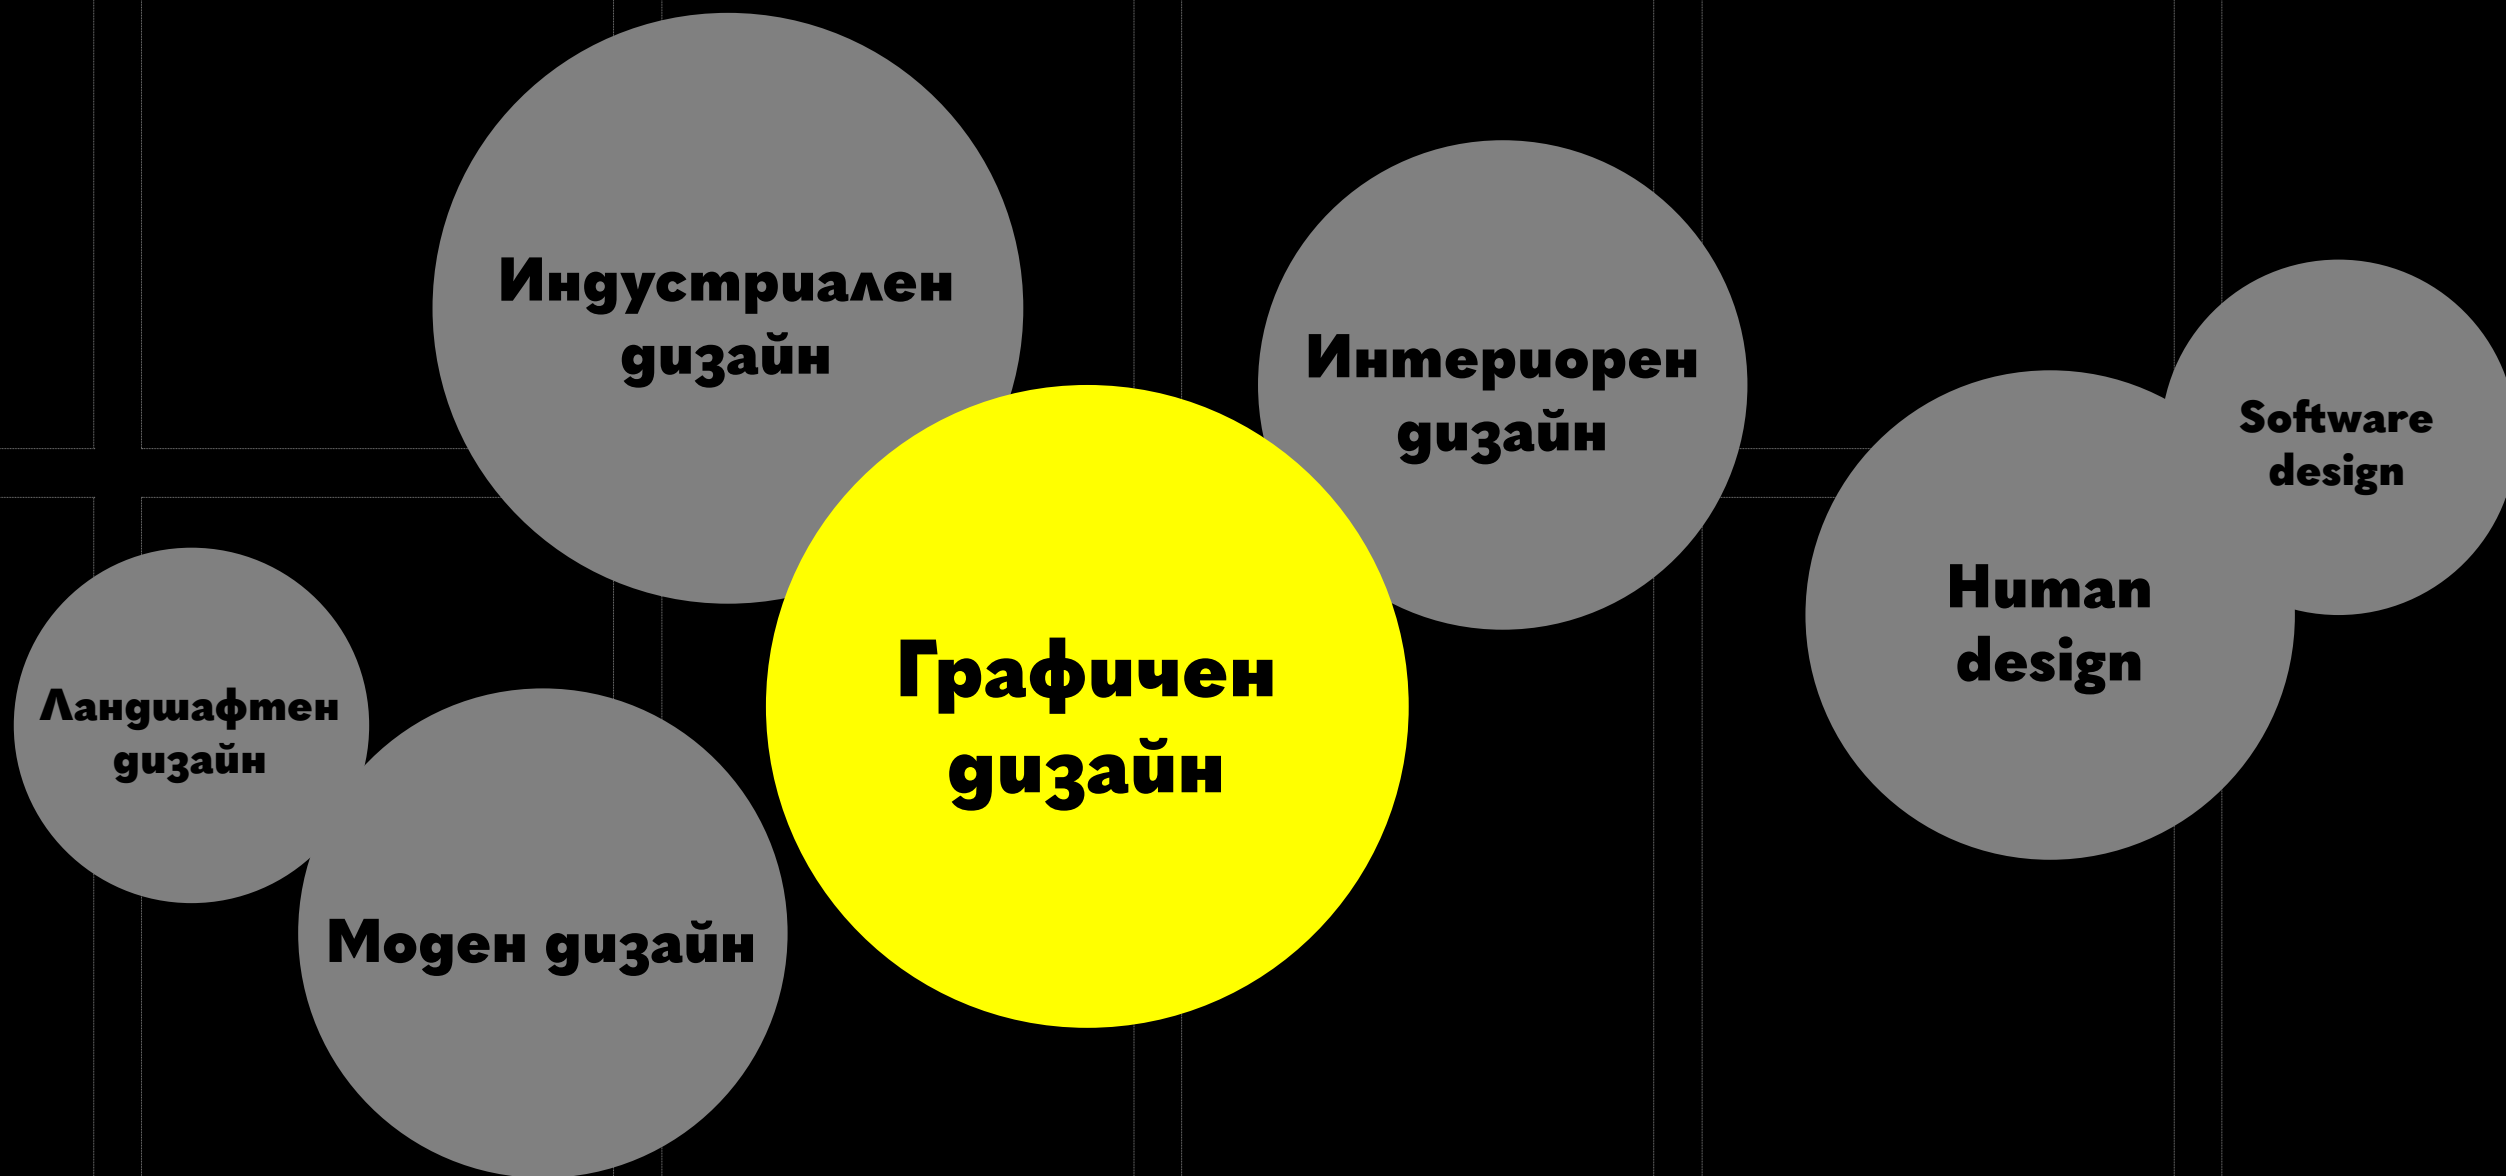 Индустриален
дизайн
Интериорен
дизайн
Software
design
Human
design
Графичен
дизайн
Ландшафтен
дизайн
Моден дизайн